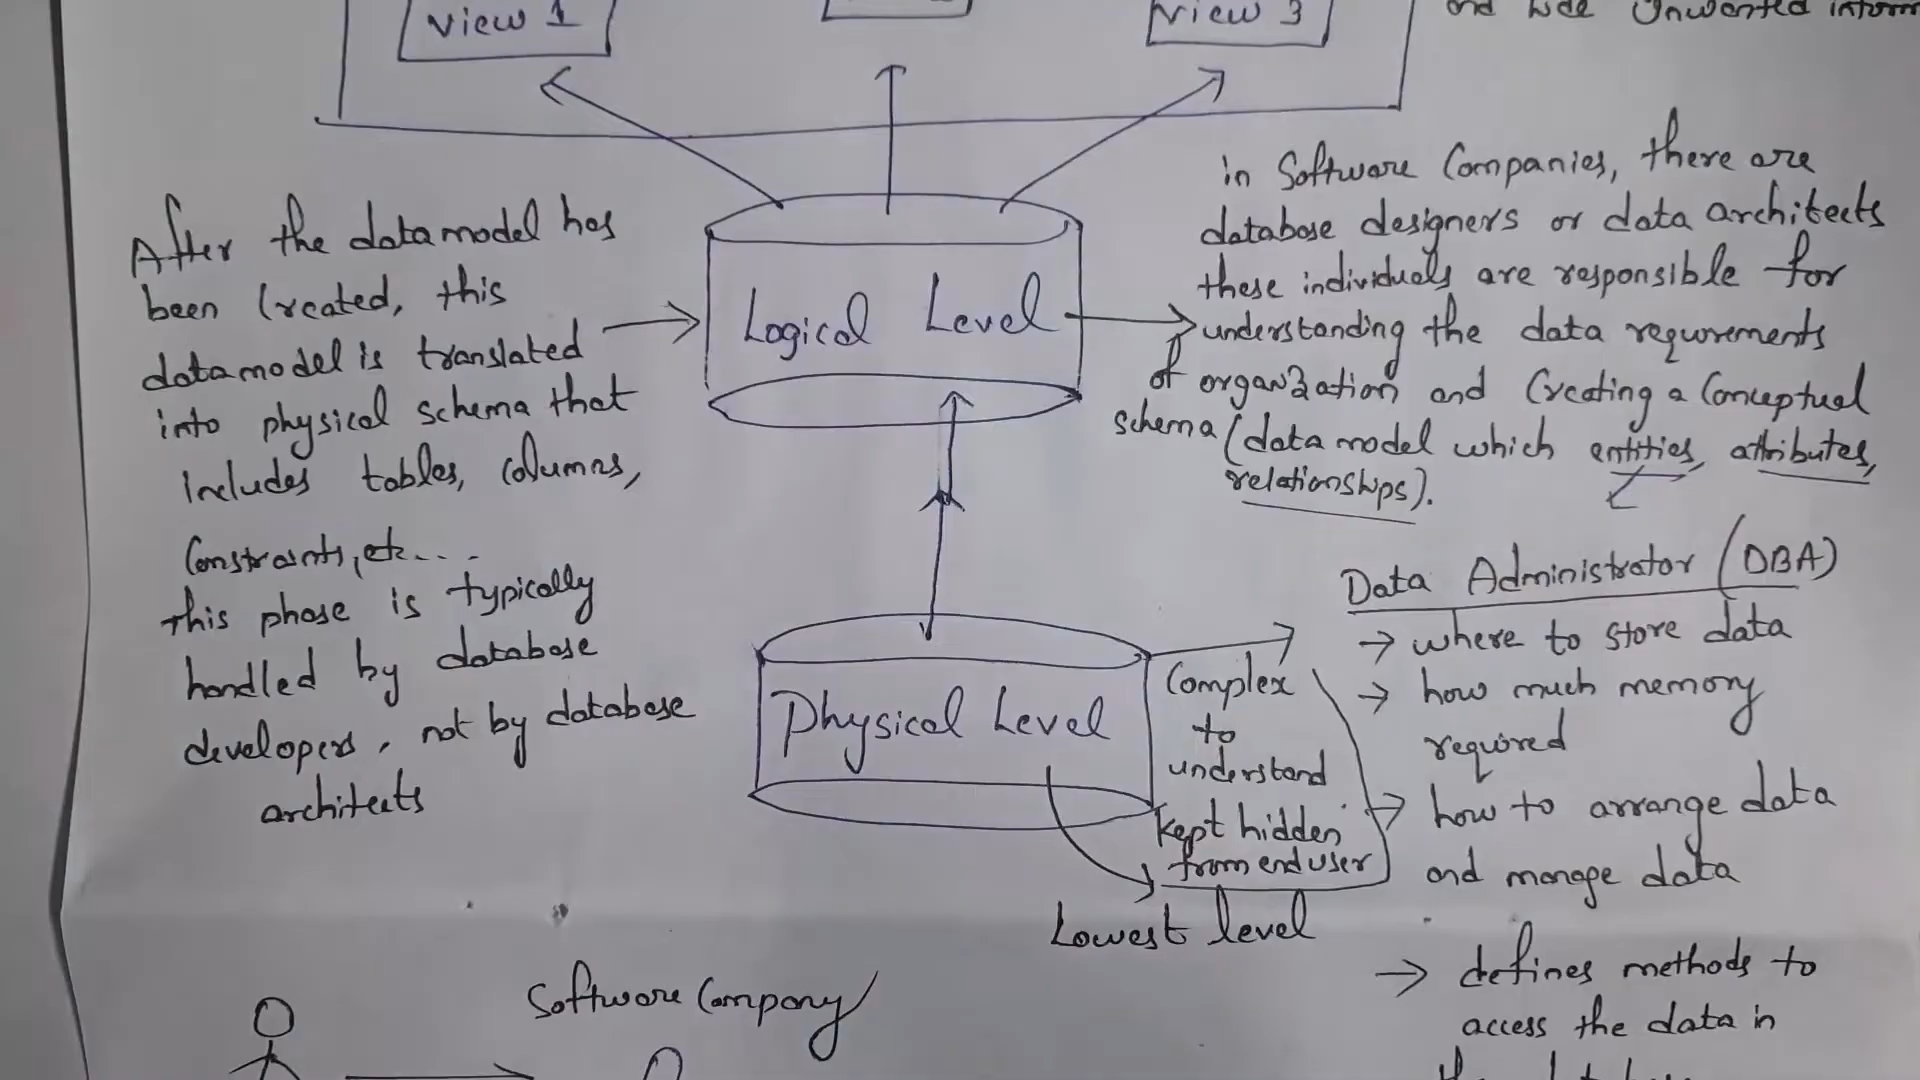 View 1
View 3
and hide Unwanted inform
in Software Companies, there are
database designers or data architects
these individuals are responsible for
understanding the data requirements
of organization and Creating a Conceptual
schema (data model which entities, attributes,
relationships).
After the data model has
been Created, this
data model is translated
into physical schema that
includes tables, columns,
Constraints, etc...
this phase is typically
handled by database
developers, not by database
architects
Logical Level
Physical Level
Complex
to
understand
kept hidden
from end user
Lowest level
Data Administrator (DBA)
→ where to store data
→ how much memory
required
→ how to arrange data
and manage data
→ defines methods to
access the data in
Software Company